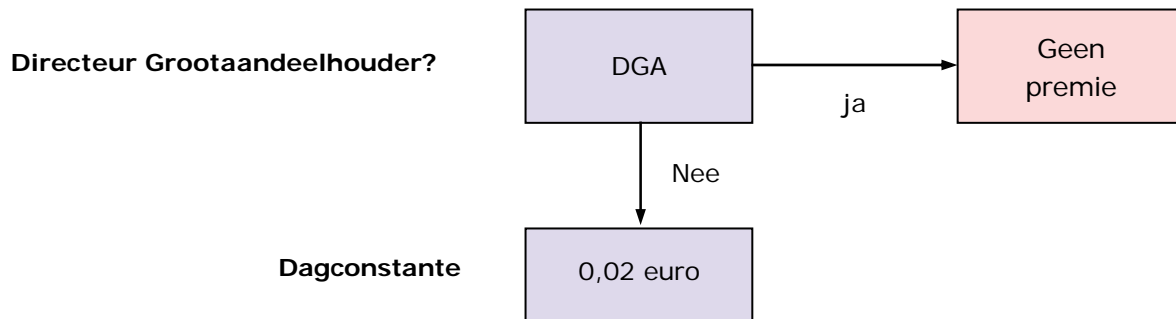 Directeur Grootaandeelhouder?
DGA
Geen
premie
ja
Nee
Dagconstante
0,02 euro